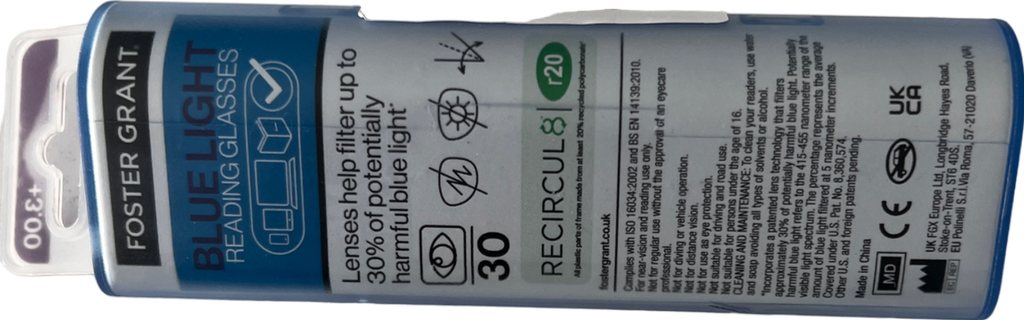 +3.00
FOSTER GRANT
BLUE LIGHT
READING GLASSES
Lenses help filter up to
30% of potentially
harmful blue light*
30
RECIRCUL8 r20
All plastic parts of frame made from at least 20% recycled polycarbonate
fostergrant.co.uk
Complies with ISO 16034:2002 and BS EN 14139:2010.
For near-vision and reading use only.
Not for regular use without the approval of an eyecare
professional.
Not for driving or vehicle operation.
Not for distance vision.
Not for use as eye protection.
Not suitable for driving and road use.
Not suitable for persons under the age of 16.
CLEANING AND MAINTENANCE: To clean your readers, use water
and soap avoiding all types of solvents or alcohol.
*Incorporates a patented lens technology that filters
approximately 30% of potentially harmful blue light. Potentially
harmful blue light refers to the 415-455 nanometer range of the
visible light spectrum. The percentage represents the average
amount of blue light filtered at 5 nanometer increments.
Covered under U.S. Pat. No. 8,360,574.
Other U.S. and foreign patents pending.
Made in China
MD CE UK CA
UK FGX Europe Ltd, Longbridge Hayes Road,
Stoke-on-Trent, ST6 4DS.
EC REP EU Polinelli S.r.l Via Roma, 57-21020 Daverio (VA)